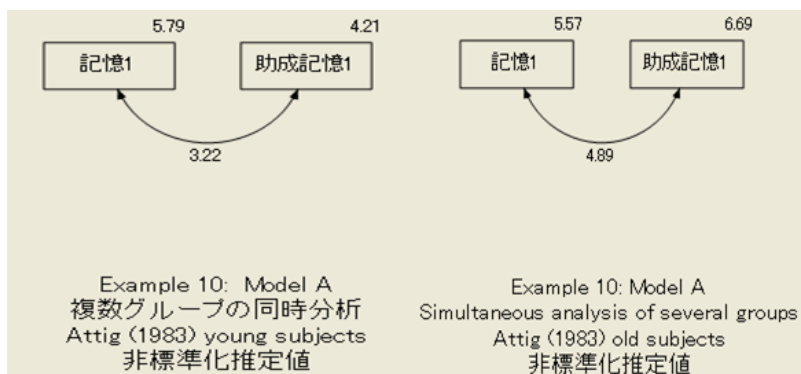 5.79
4.21
記憶1
助成記憶1
3.22
Example 10: Model A
複数グループの同時分析
Attig (1983) young subjects
非標準化推定値
5.57
6.69
記憶1
助成記憶1
4.89
Example 10: Model A
Simultaneous analysis of several groups
Attig (1983) old subjects
非標準化推定値